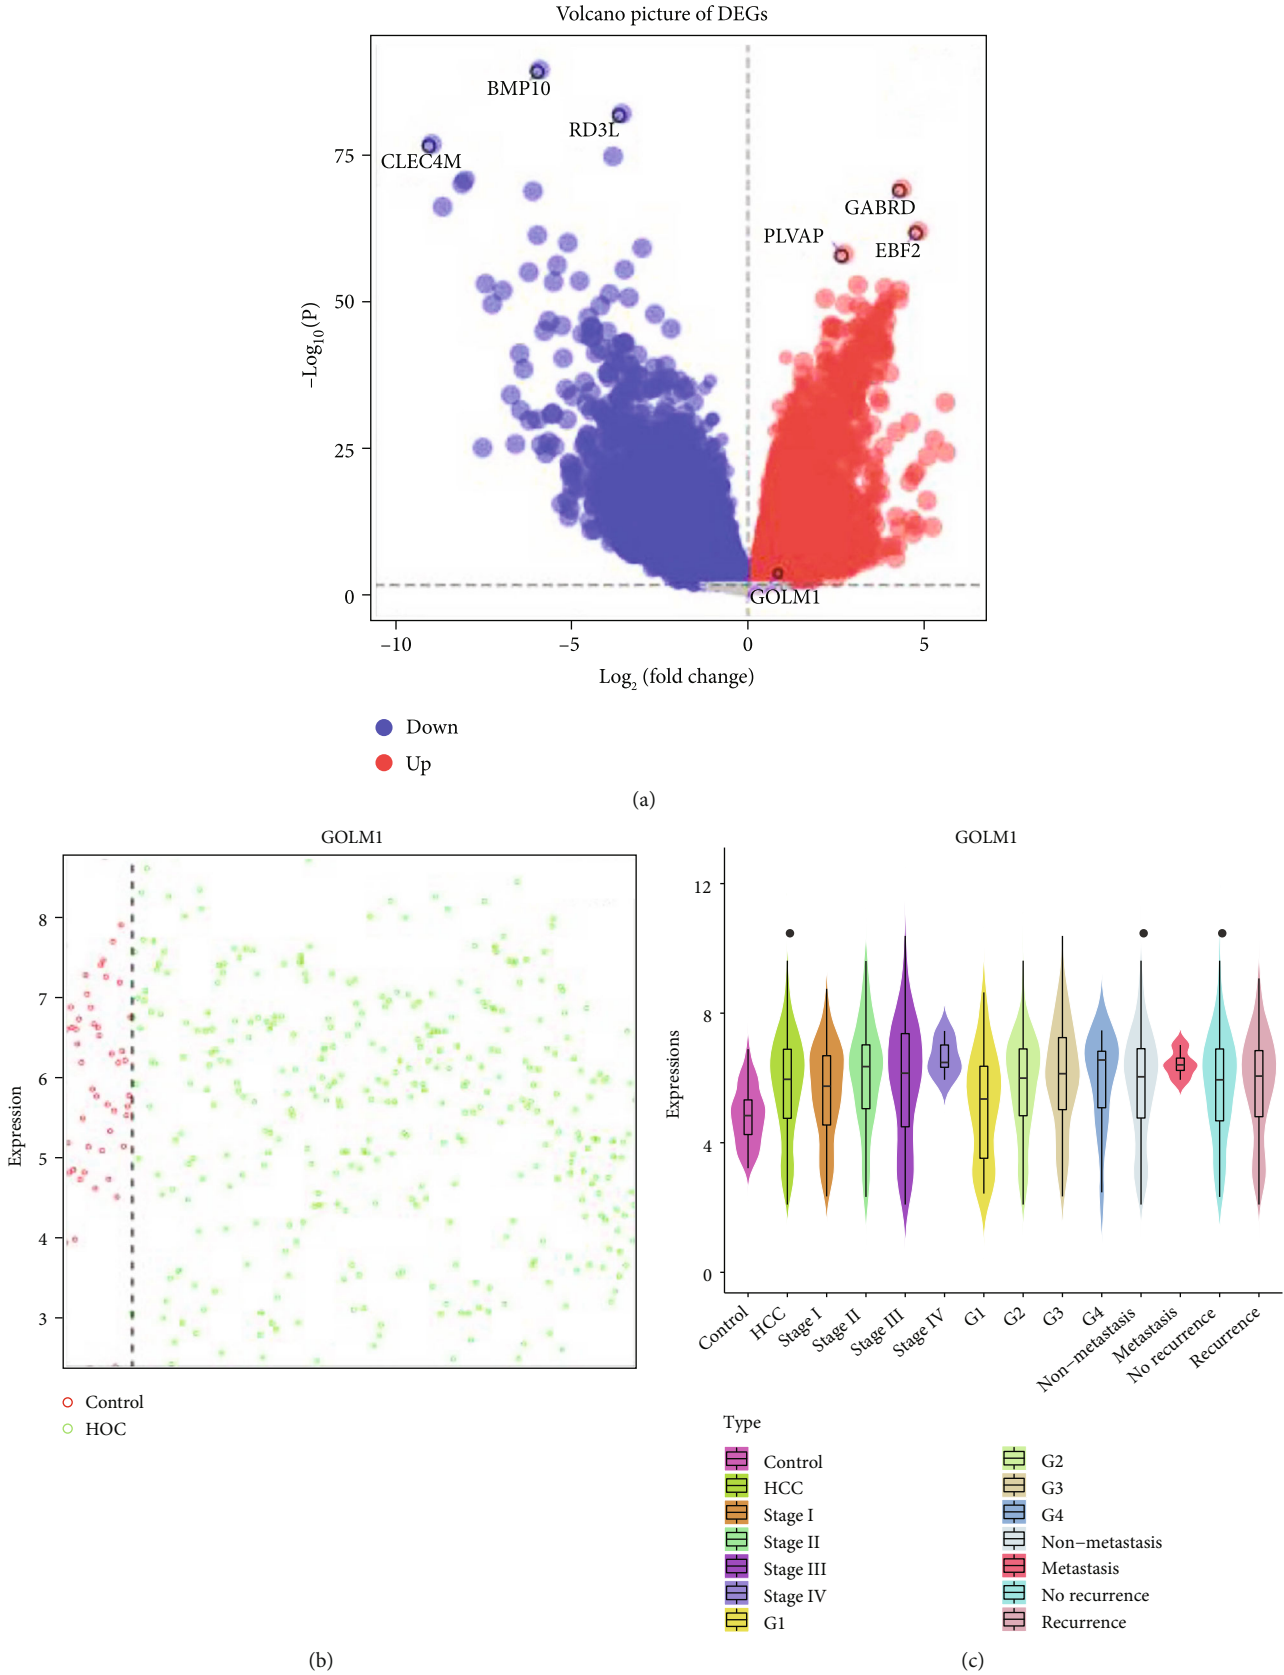 Volcano picture of DEGs
BMP10
RD3L
CLEC4M
GABRD
PLVAP
EBF2
GOLM1
75
50
25
0
−Log10(P)
−10
−5
0
5
Log2 (fold change)
Down
Up
(a)
GOLM1
8
7
6
5
4
3
Expression
Control
HOC
(b)
GOLM1
12
8
4
0
Expressions
Control
HCC
Stage I
Stage II
Stage III
Stage IV
G1
G2
G3
G4
Non−metastasis
Metastasis
No recurrence
Recurrence
Type
Control
HCC
Stage I
Stage II
Stage III
Stage IV
G1
G2
G3
G4
Non−metastasis
Metastasis
No recurrence
Recurrence
(c)